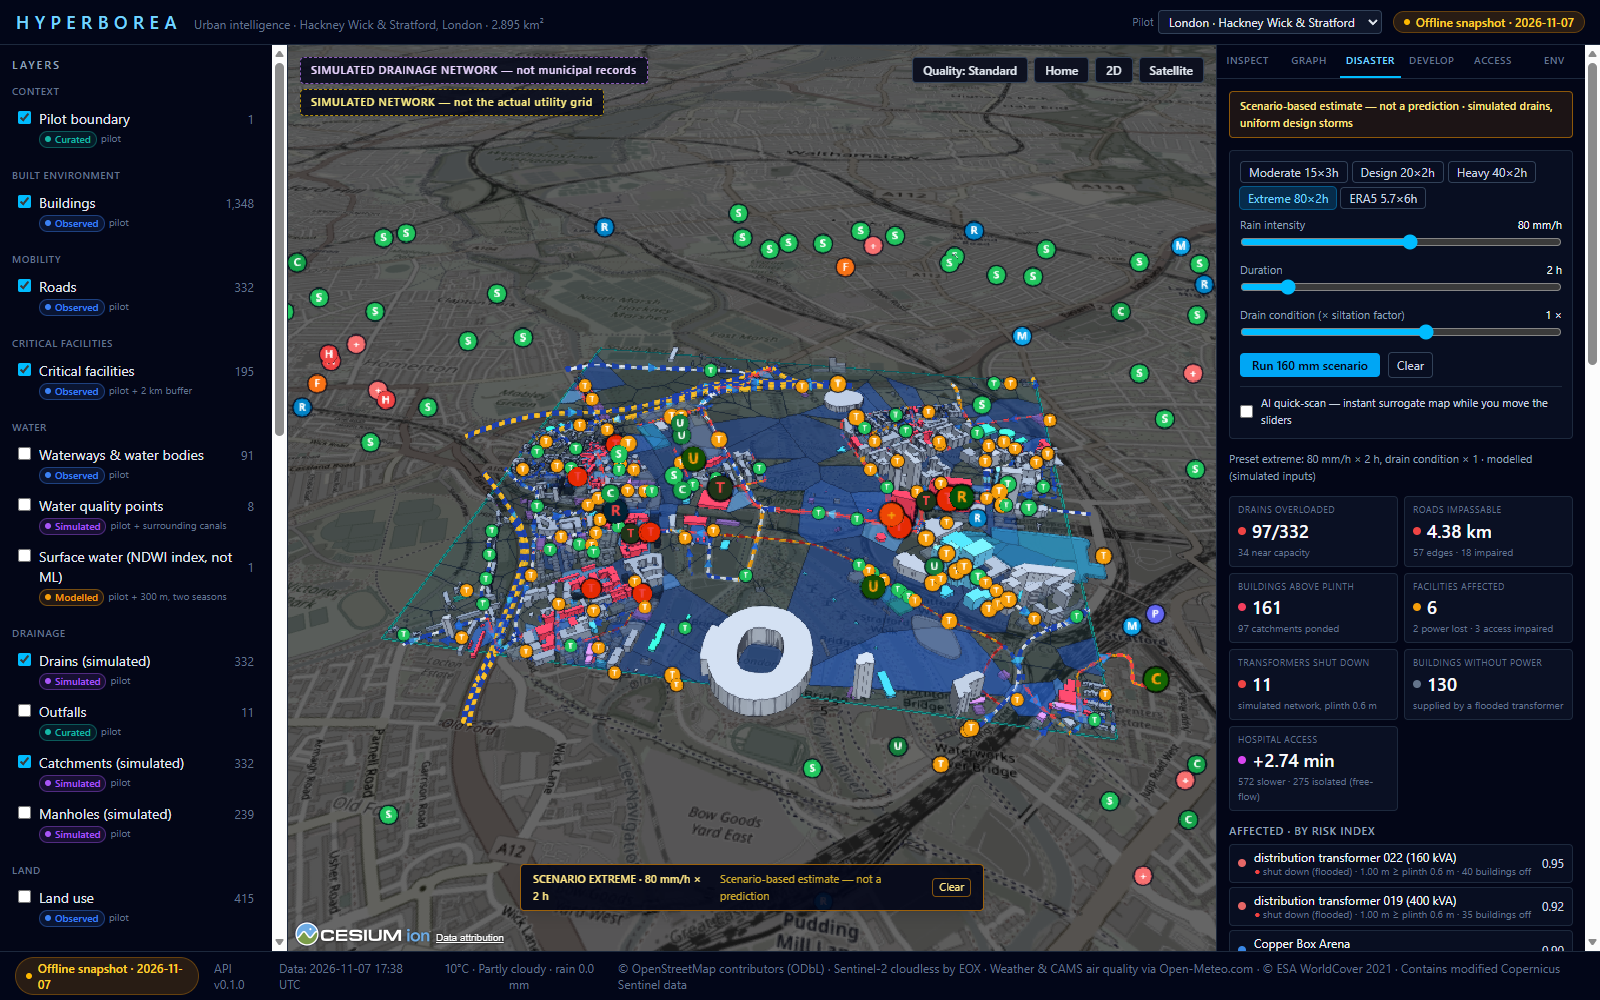 HYPERBOREA
Urban intelligence · Hackney Wick & Stratford, London · 2.895 km²
Pilot
London · Hackney Wick & Stratford
Offline snapshot · 2026-11-07
LAYERS
CONTEXT
Pilot boundary 1
Curated pilot
BUILT ENVIRONMENT
Buildings 1,348
Observed pilot
MOBILITY
Roads 332
Observed pilot
CRITICAL FACILITIES
Critical facilities 195
Observed pilot + 2 km buffer
WATER
Waterways & water bodies 91
Observed pilot
Water quality points 8
Simulated pilot + surrounding canals
Surface water (NDWI index, not
ML) 1
Modelled pilot + 300 m, two seasons
DRAINAGE
Drains (simulated) 332
Simulated pilot
Outfalls 11
Curated pilot
Catchments (simulated) 332
Simulated pilot
Manholes (simulated) 239
Simulated pilot
LAND
Land use 415
Observed pilot
SIMULATED DRAINAGE NETWORK — not municipal records
SIMULATED NETWORK — not the actual utility grid
Quality: Standard
Home
2D
Satellite
Old Ford
A12
Wick Lane
Parnell Road
Bow Goods
Yard East
Waterworks
Bridge
Pudding
Mill Lane
SCENARIO EXTREME · 80 mm/h ×
2 h
Scenario-based estimate — not a
prediction
Clear
CESIUM ion
Data attribution
INSPECT
GRAPH
DISASTER
DEVELOP
ACCESS
ENV
Scenario-based estimate — not a prediction · simulated drains,
uniform design storms
Moderate 15×3h
Design 20×2h
Heavy 40×2h
Extreme 80×2h
ERA5 5.7×6h
Rain intensity 80 mm/h
Duration 2 h
Drain condition (× siltation factor) 1 ×
Run 160 mm scenario
Clear
AI quick-scan — instant surrogate map while you move the
sliders
Preset extreme: 80 mm/h × 2 h, drain condition × 1 · modelled
(simulated inputs)
DRAINS OVERLOADED
97/332
34 near capacity
ROADS IMPASSABLE
4.38 km
57 edges · 18 impaired
BUILDINGS ABOVE PLINTH
161
97 catchments ponded
FACILITIES AFFECTED
6
2 power lost · 3 access impaired
TRANSFORMERS SHUT DOWN
11
simulated network, plinth 0.6 m
BUILDINGS WITHOUT POWER
130
supplied by a flooded transformer
HOSPITAL ACCESS
+2.74 min
572 slower · 275 isolated (free-
flow)
AFFECTED · BY RISK INDEX
distribution transformer 022 (160 kVA) 0.95
shut down (flooded) · 1.00 m ≥ plinth 0.6 m · 40 buildings off
distribution transformer 019 (400 kVA) 0.92
shut down (flooded) · 1.00 m ≥ plinth 0.6 m · 35 buildings off
Copper Box Arena 0.90
Offline snapshot · 2026-11-
07
API
v0.1.0
Data: 2026-11-07 17:38
UTC
10°C · Partly cloudy · rain 0.0
mm
© OpenStreetMap contributors (ODbL) · Sentinel-2 cloudless by EOX · Weather & CAMS air quality via Open-Meteo.com · © ESA WorldCover 2021 · Contains modified Copernicus
Sentinel data